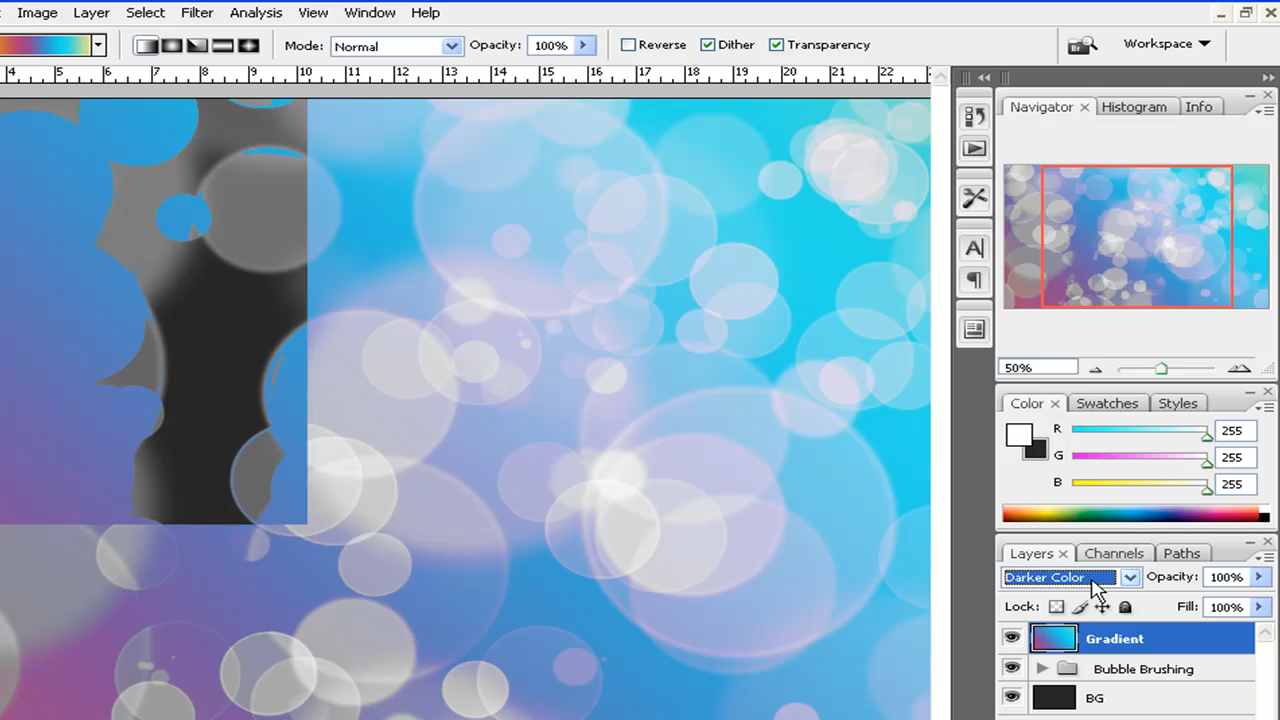 Image Layer Select Filter Analysis View Window Help
Mode: Normal Opacity: 100% Reverse Dither Transparency Br Workspace
4 5 6 7 8 9 10 11 12 13 14 15 16 17 18 19 20 21 22
Navigator Histogram Info
A
50%
Color Swatches Styles
R 255
G 255
B 255
Layers Channels Paths
Darker Color Opacity: 100%
Lock: Fill: 100%
Gradient
Bubble Brushing
BG